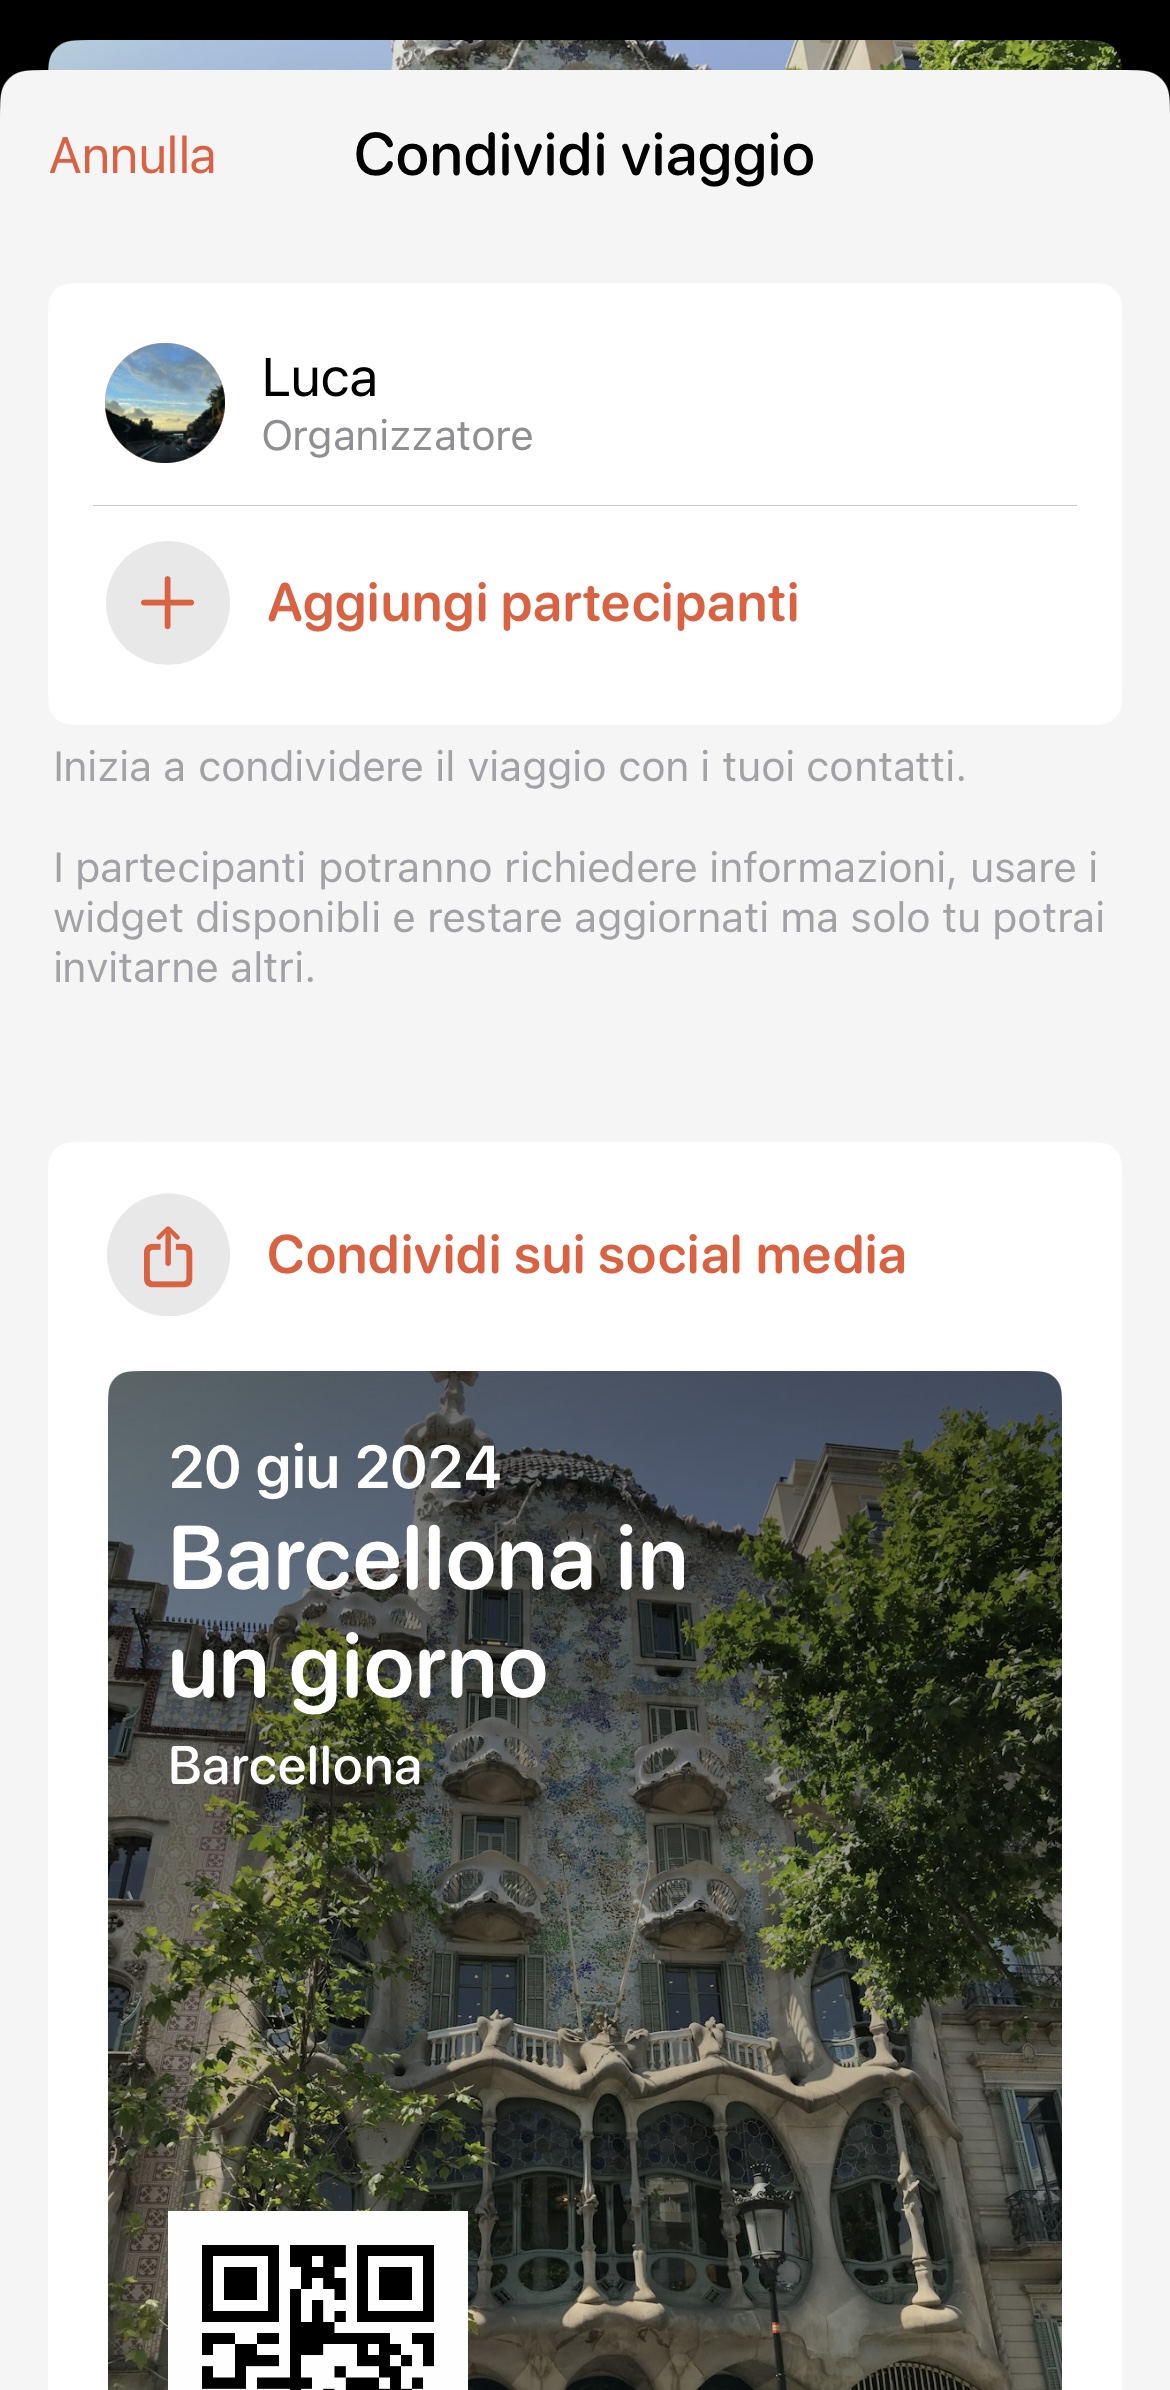 Annulla
Condividi viaggio
Luca
Organizzatore
Aggiungi partecipanti
Inizia a condividere il viaggio con i tuoi contatti.
I partecipanti potranno richiedere informazioni, usare i
widget disponibli e restare aggiornati ma solo tu potrai
invitarne altri.
Condividi sui social media
20 giu 2024
Barcellona in
un giorno
Barcellona